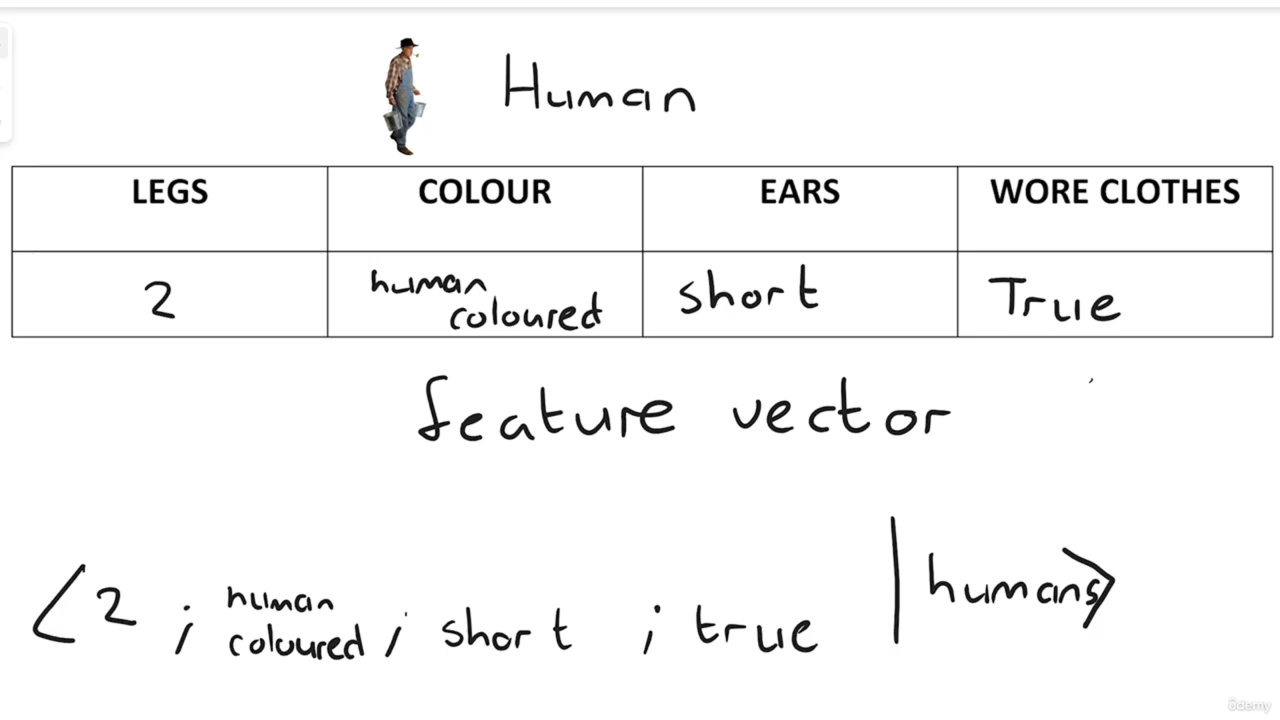 Human
LEGS COLOUR EARS WORE CLOTHES
2 human coloured short True
feature vector
<2 ; human coloured ; short ; true | humans>
ûdemy